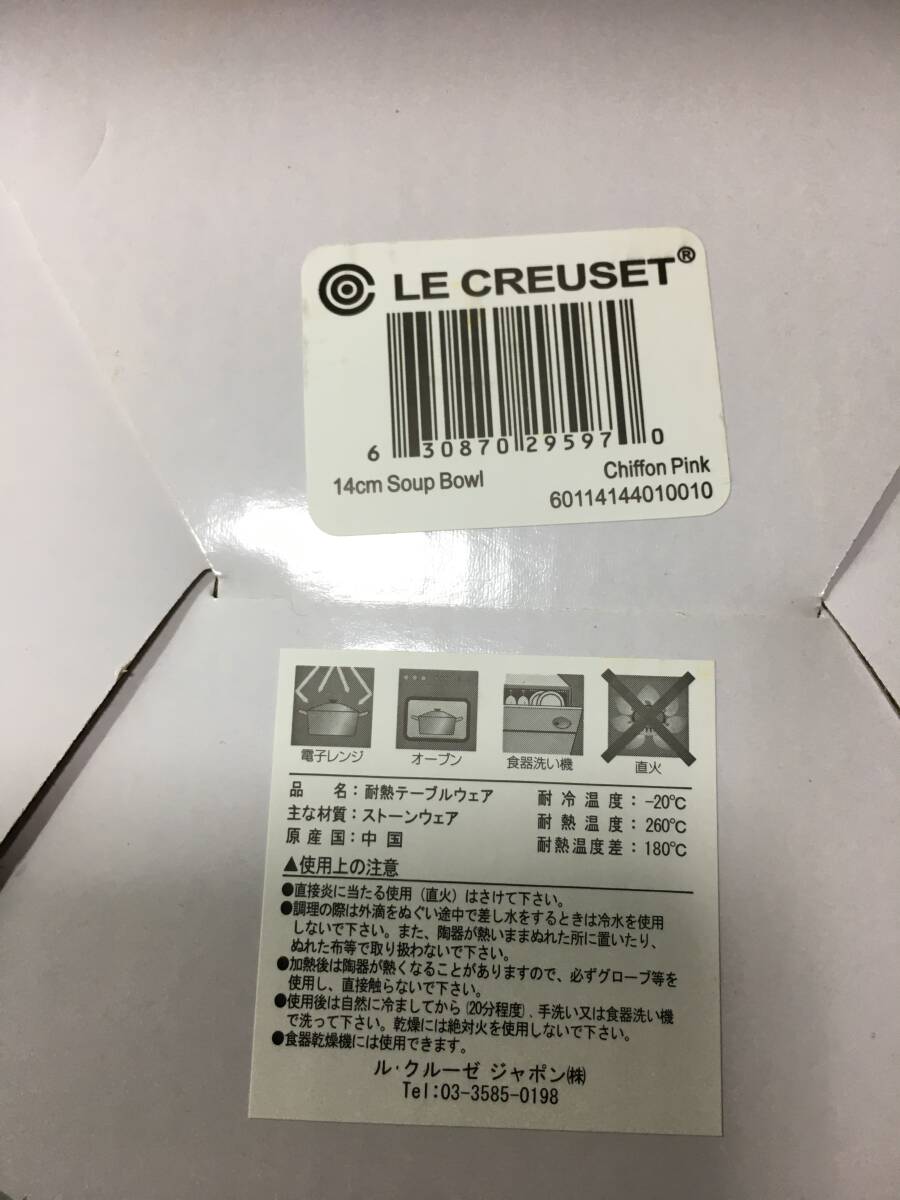 LE CREUSET®
6 30870 29597 0
14cm Soup Bowl
Chiffon Pink
60114144010010
電子レンジ
オーブン
食器洗い機
直火
品 名：耐熱テーブルウェア
主な材質：ストーンウェア
原産国：中国
耐冷温度：-20℃
耐熱温度：260℃
耐熱温度差：180℃
▲使用上の注意
●直接炎に当たる使用（直火）はさけて下さい。
●調理の際は外滴をぬぐい途中で差し水をするときは冷水を使用
しないで下さい。また、陶器が熱いままぬれた所に置いたり、
ぬれた布等で取り扱わないで下さい。
●加熱後は陶器が熱くなることがありますので、必ずグローブ等を
使用し、直接触らないで下さい。
●使用後は自然に冷ましてから（20分程度）、手洗い又は食器洗い機
で洗って下さい。乾燥には絶対火を使用しないで下さい。
●食器乾燥機には使用できます。
ル・クルーゼ ジャポン㈱
Tel:03-3585-0198